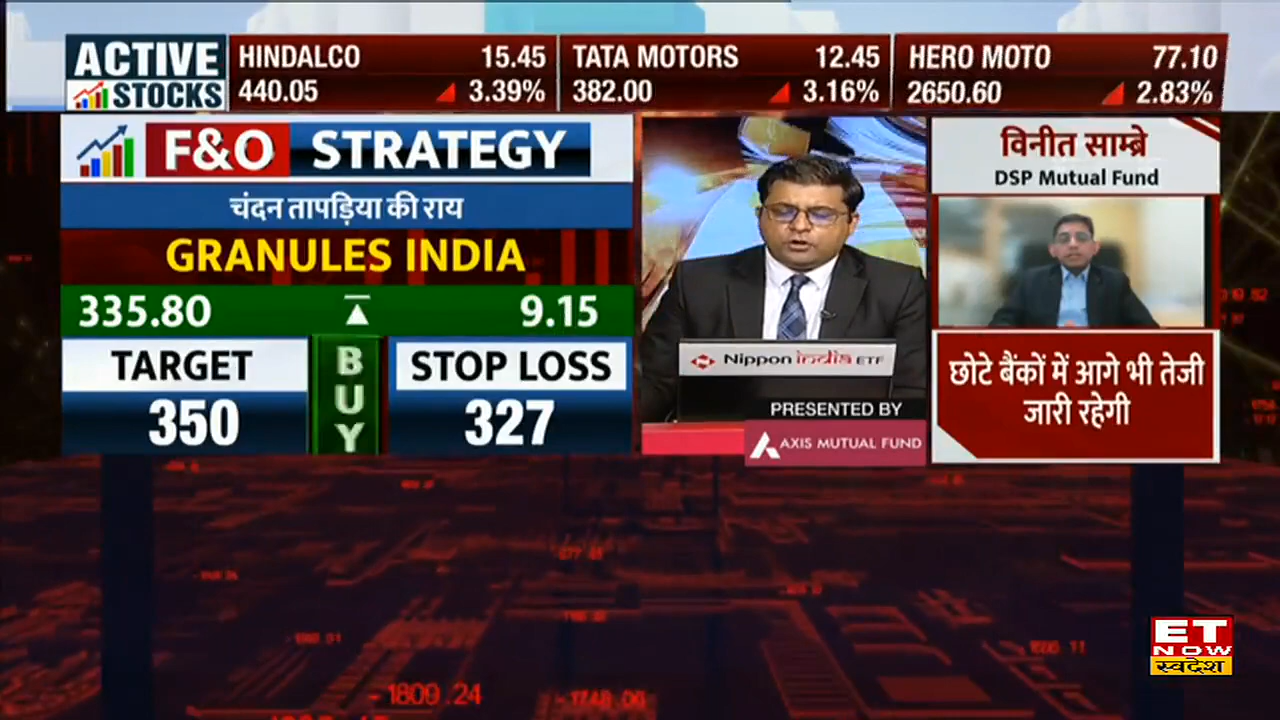 ACTIVE STOCKS
HINDALCO 15.45
440.05 3.39%
TATA MOTORS 12.45
382.00 3.16%
HERO MOTO 77.10
2650.60 2.83%
F&O STRATEGY
चंदन तापड़िया की राय
GRANULES INDIA
335.80 9.15
TARGET
350
BUY
STOP LOSS
327
Nippon india ETF
PRESENTED BY
AXIS MUTUAL FUND
विनीत साम्ब्रे
DSP Mutual Fund
छोटे बैंकों में आगे भी तेजी
जारी रहेगी
1809.24
ET
NOW
स्वदेश